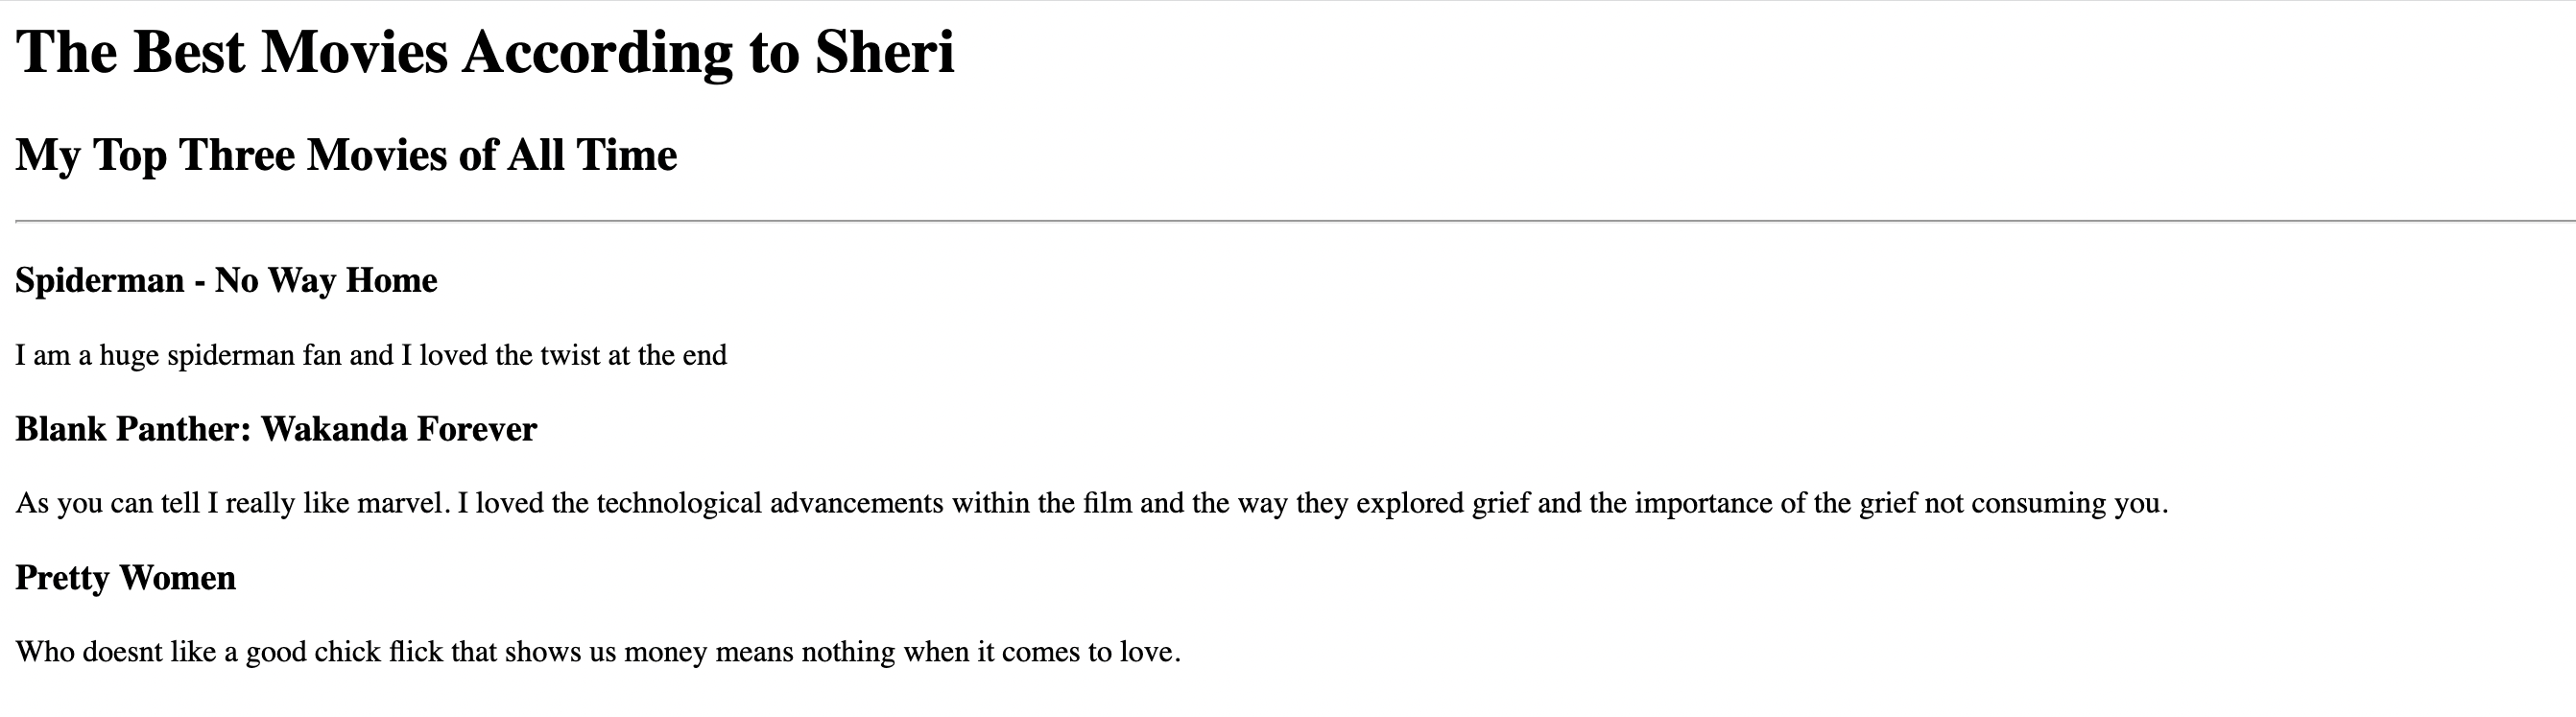 The Best Movies According to Sheri
My Top Three Movies of All Time
Spiderman - No Way Home
I am a huge spiderman fan and I loved the twist at the end
Blank Panther: Wakanda Forever
As you can tell I really like marvel. I loved the technological advancements within the film and the way they explored grief and the importance of the grief not consuming you.
Pretty Women
Who doesnt like a good chick flick that shows us money means nothing when it comes to love.